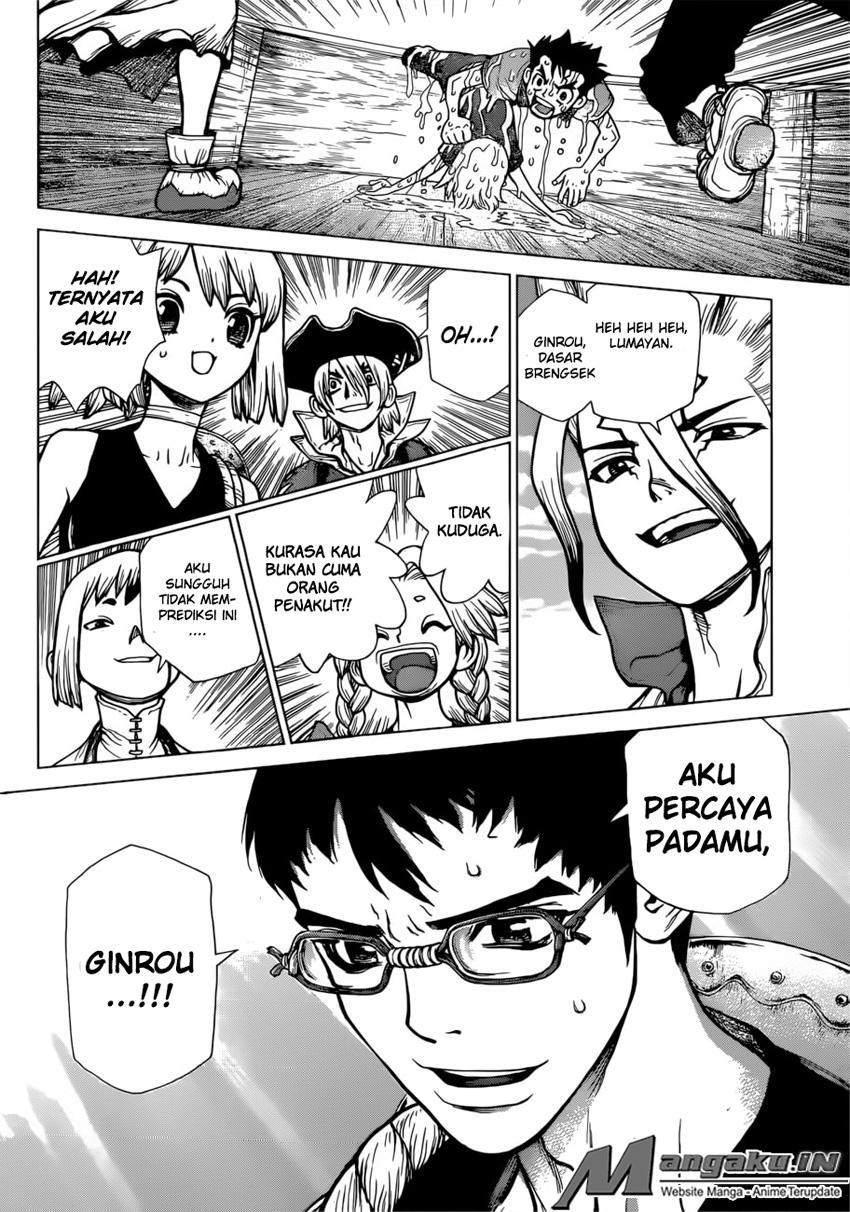 HAH!
TERNYATA
AKU
SALAH!
OH...!
HEH HEH HEH,
LUMAYAN.
GINROU,
DASAR
BRENGSEK
TIDAK
KUDUGA.
KURASA KAU
BUKAN CUMA
ORANG
PENAKUT!!
AKU
SUNGGUH
TIDAK MEM-
PREDIKSI INI
....
AKU
PERCAYA
PADAMU,
GINROU
...!!!
Mangaku.IN
Website Manga - Anime Terupdate